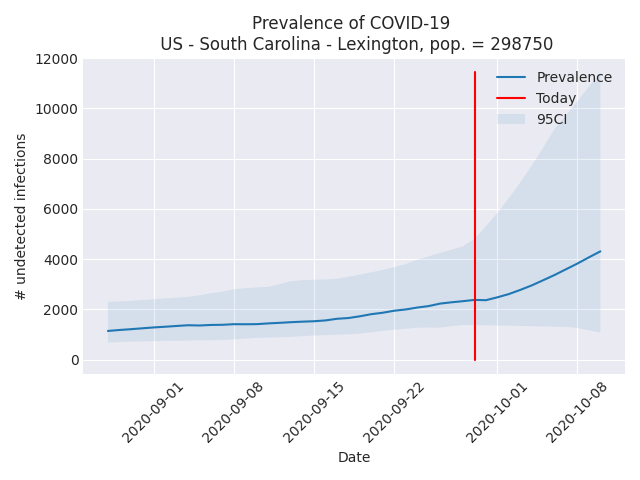 Prevalence of COVID-19
US - South Carolina - Lexington, pop. = 298750
12000
10000
8000
6000
4000
2000
0
# undetected infections
Prevalence
Today
95CI
2020-09-01
2020-09-08
2020-09-15
2020-09-22
2020-10-01
2020-10-08
Date